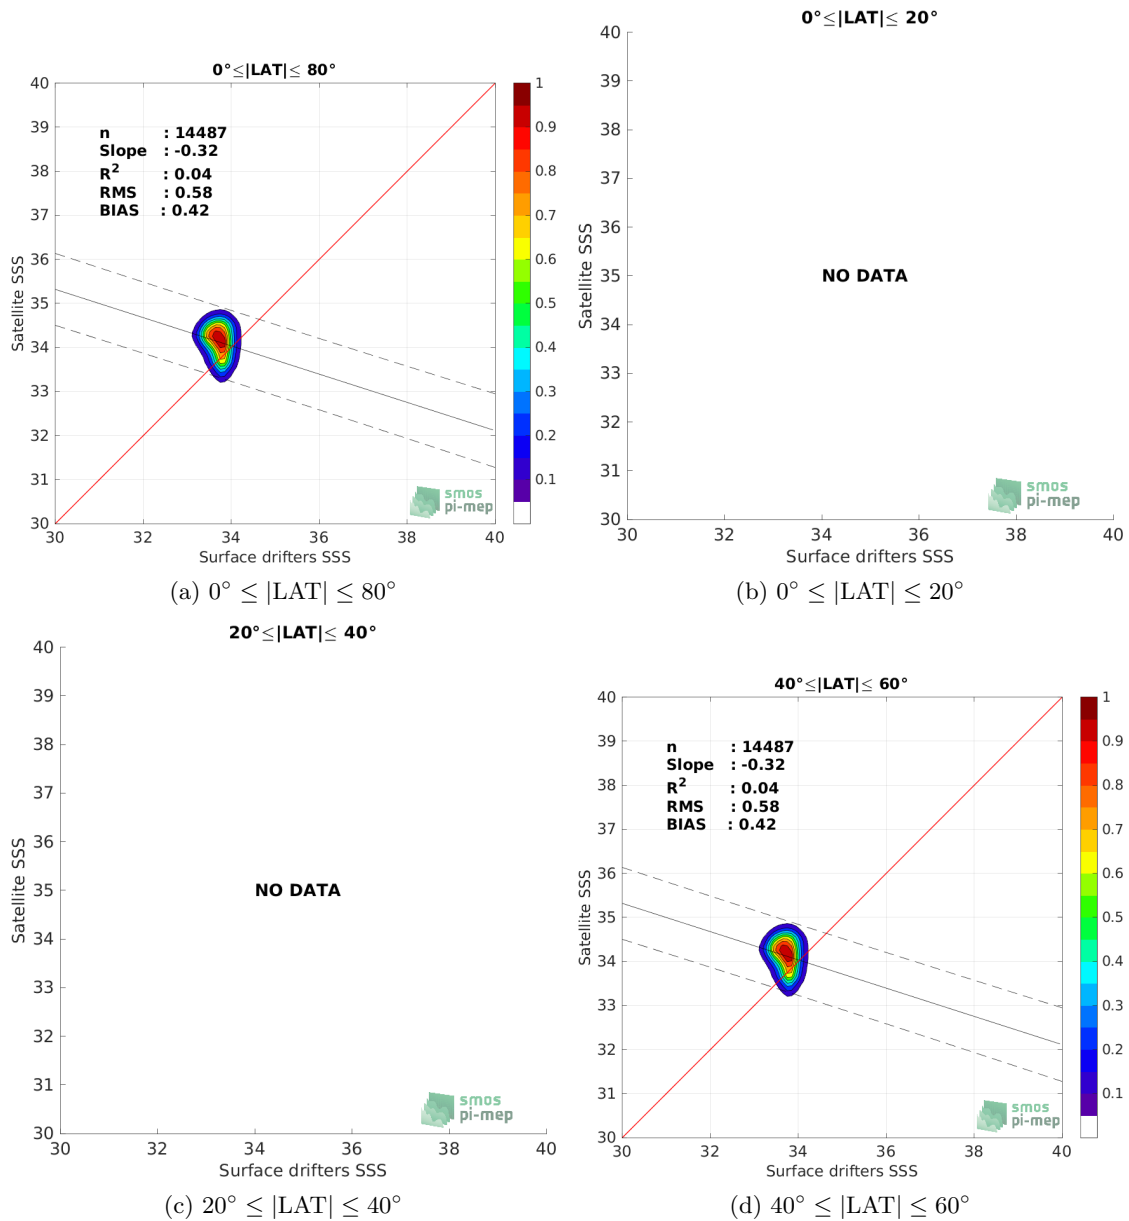 0°≤|LAT|≤ 80°
40
39
38
37
36
35
34
33
32
31
30
n : 14487
Slope : -0.32
R² : 0.04
RMS : 0.58
BIAS : 0.42
Satellite SSS
30 32 34 36 38 40
Surface drifters SSS
smos
pi-mep
1
0.9
0.8
0.7
0.6
0.5
0.4
0.3
0.2
0.1
(a) 0° ≤ |LAT| ≤ 80°
0°≤|LAT|≤ 20°
40
39
38
37
36
35
34
33
32
31
30
Satellite SSS
NO DATA
30 32 34 36 38 40
Surface drifters SSS
smos
pi-mep
(b) 0° ≤ |LAT| ≤ 20°
20°≤|LAT|≤ 40°
40
39
38
37
36
35
34
33
32
31
30
Satellite SSS
NO DATA
30 32 34 36 38 40
Surface drifters SSS
smos
pi-mep
(c) 20° ≤ |LAT| ≤ 40°
40°≤|LAT|≤ 60°
40
39
38
37
36
35
34
33
32
31
30
n : 14487
Slope : -0.32
R² : 0.04
RMS : 0.58
BIAS : 0.42
Satellite SSS
30 32 34 36 38 40
Surface drifters SSS
smos
pi-mep
1
0.9
0.8
0.7
0.6
0.5
0.4
0.3
0.2
0.1
(d) 40° ≤ |LAT| ≤ 60°